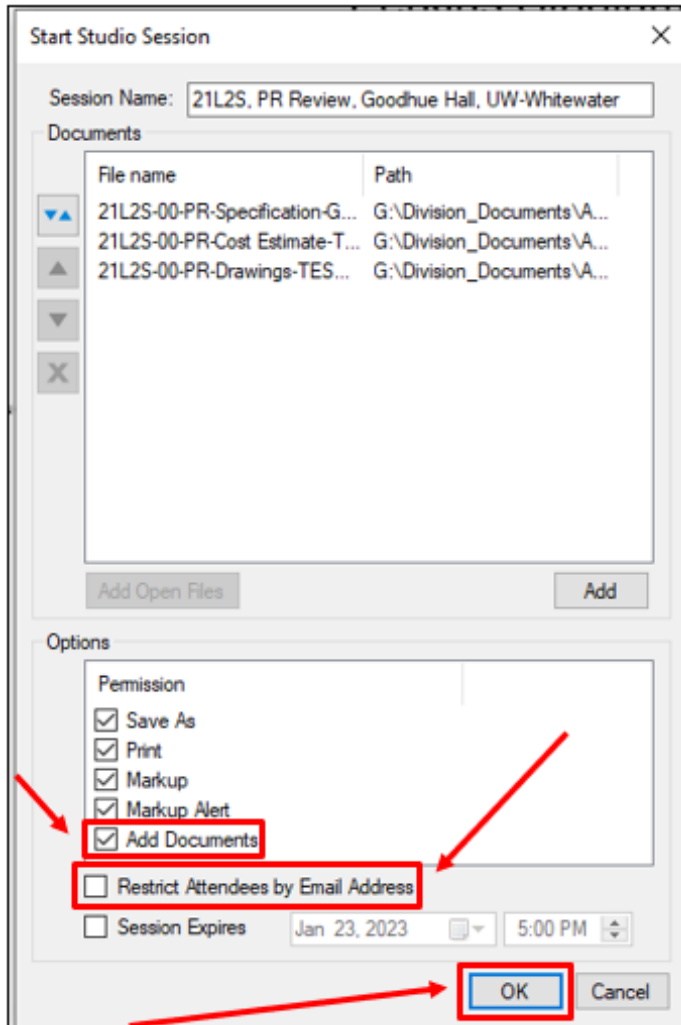 Start Studio Session
Session Name: 21L2S, PR Review, Goodhue Hall, UW-Whitewater
Documents
File name Path
21L2S-00-PR-Specification-G... G:\Division_Documents\A...
21L2S-00-PR-Cost Estimate-T... G:\Division_Documents\A...
21L2S-00-PR-Drawings-TES... G:\Division_Documents\A...
Add Open Files Add
Options
Permission
Save As
Print
Markup
Markup Alert
Add Documents
Restrict Attendees by Email Address
Session Expires Jan 23, 2023 5:00 PM
OK Cancel